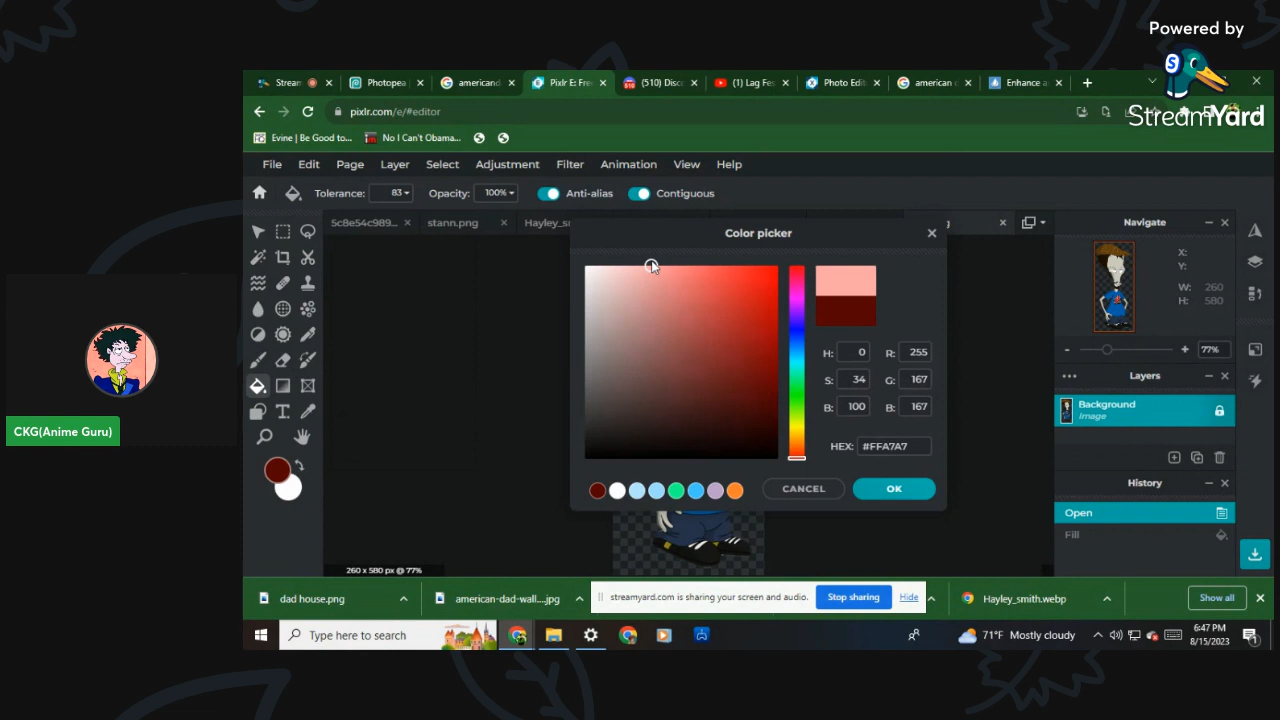 Powered by
S
StreamYard
Stream
Photopea
americand
Pixlr E: Fre
(510) Disc
(1) Lag Fes
Photo Edit
american d
Enhance a
pixlr.com/e/#editor
Evine | Be Good to...
No I Can't Obama...
File Edit Page Layer Select Adjustment Filter Animation View Help
Tolerance: 83 Opacity: 100% Anti-alias Contiguous
5c8e54c989...
stann.png
Hayley_s
g
Navigate
Color picker
X:
Y:
W: 260
H: 580
77%
H: 0 R: 255
S: 34 G: 167
B: 100 B: 167
HEX: #FFA7A7
CANCEL OK
Layers
Background
Image
History
Open
Fill
260 x 580 px @ 77%
CKG(Anime Guru)
dad house.png
american-dad-wall....jpg
streamyard.com is sharing your screen and audio. Stop sharing Hide
Hayley_smith.webp
Show all
Type here to search
71°F Mostly cloudy
6:47 PM
8/15/2023
1